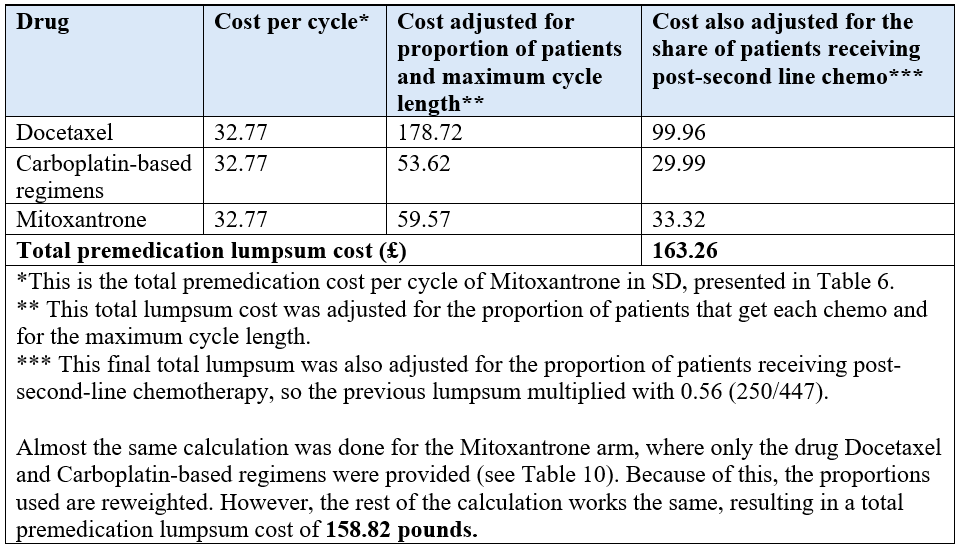 Drug Cost per cycle* Cost adjusted for Cost also adjusted for the
proportion of patients share of patients receiving
and maximum cycle post-second line chemo***
length**
Docetaxel 32.77 178.72 99.96
Carboplatin-based 32.77 53.62 29.99
regimens
Mitoxantrone 32.77 59.57 33.32
Total premedication lumpsum cost (£) 163.26
*This is the total premedication cost per cycle of Mitoxantrone in SD, presented in Table 6.
** This total lumpsum cost was adjusted for the proportion of patients that get each chemo and
for the maximum cycle length.
*** This final total lumpsum was also adjusted for the proportion of patients receiving post-
second-line chemotherapy, so the previous lumpsum multiplied with 0.56 (250/447).
Almost the same calculation was done for the Mitoxantrone arm, where only the drug Docetaxel
and Carboplatin-based regimens were provided (see Table 10). Because of this, the proportions
used are reweighted. However, the rest of the calculation works the same, resulting in a total
premedication lumpsum cost of 158.82 pounds.